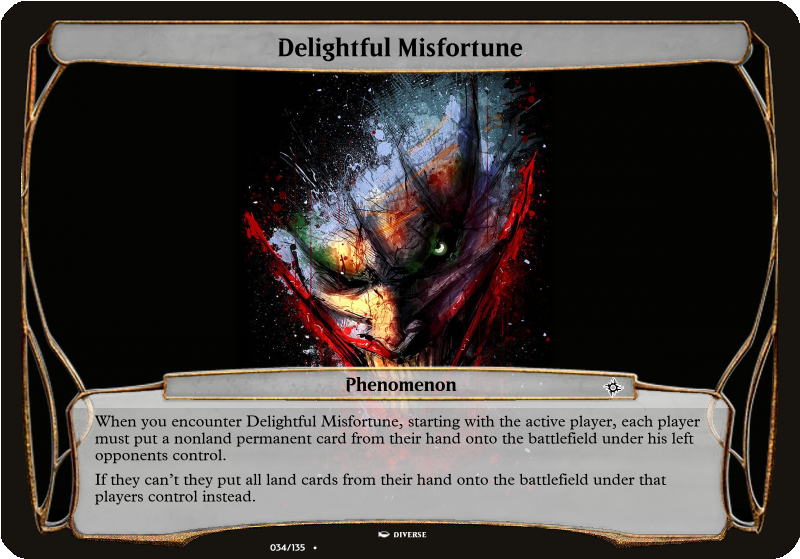 Delightful Misfortune
Phenomenon
When you encounter Delightful Misfortune, starting with the active player, each player
must put a nonland permanent card from their hand onto the battlefield under his left
opponents control.
If they can't they put all land cards from their hand onto the battlefield under that
players control instead.
DIVERSE
034/135 •